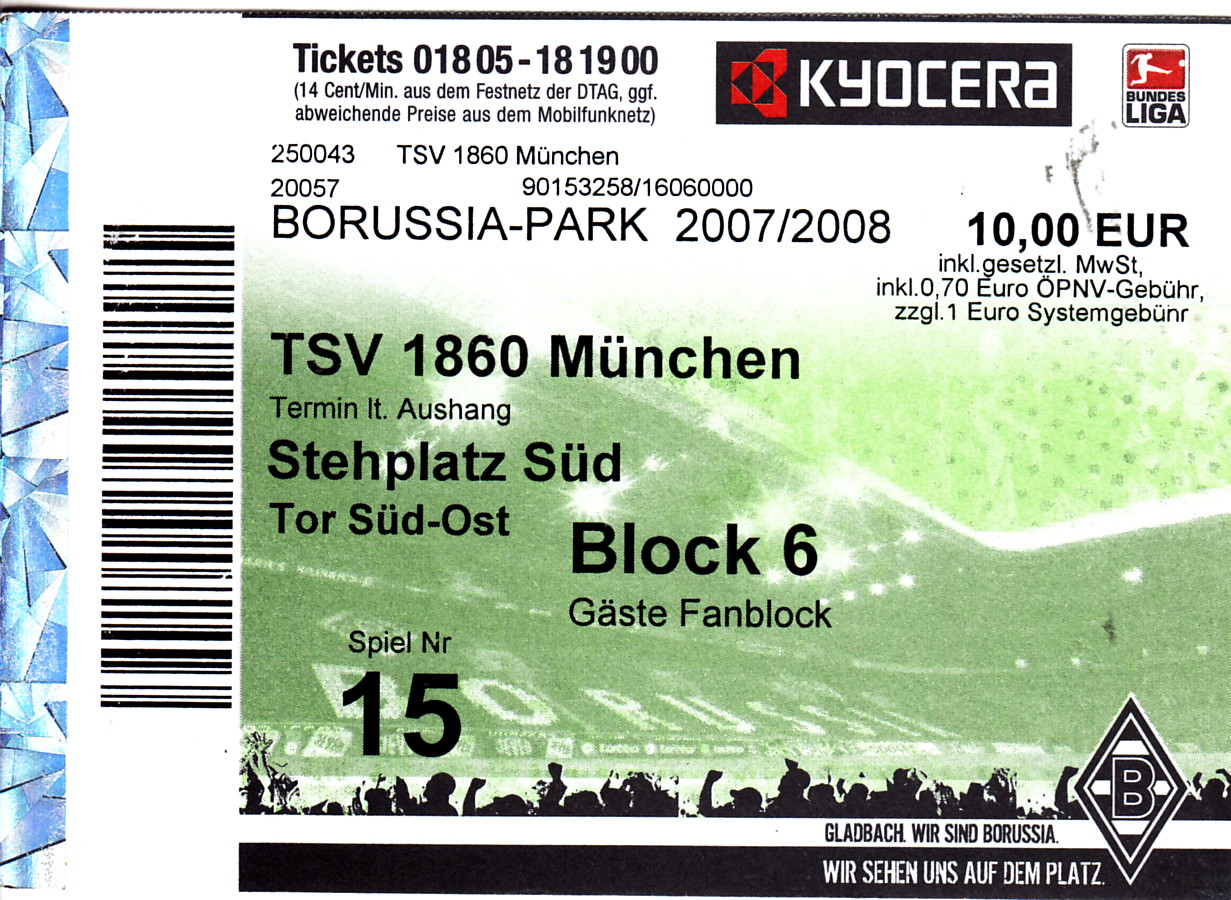 Tickets 01805-181900
(14 Cent/Min. aus dem Festnetz der DTAG, ggf.
abweichende Preise aus dem Mobilfunknetz)
KYOCERA
BUNDES
LIGA
250043 TSV 1860 München
20057 90153258/16060000
BORUSSIA-PARK 2007/2008
10,00 EUR
inkl.gesetzl. MwSt,
inkl.0,70 Euro ÖPNV-Gebühr,
zzgl.1 Euro Systemgebühr
TSV 1860 München
Termin lt. Aushang
Stehplatz Süd
Tor Süd-Ost
Block 6
Gäste Fanblock
Spiel Nr
15
BORUSSIA
B
GLADBACH. WIR SIND BORUSSIA.
WIR SEHEN UNS AUF DEM PLATZ.